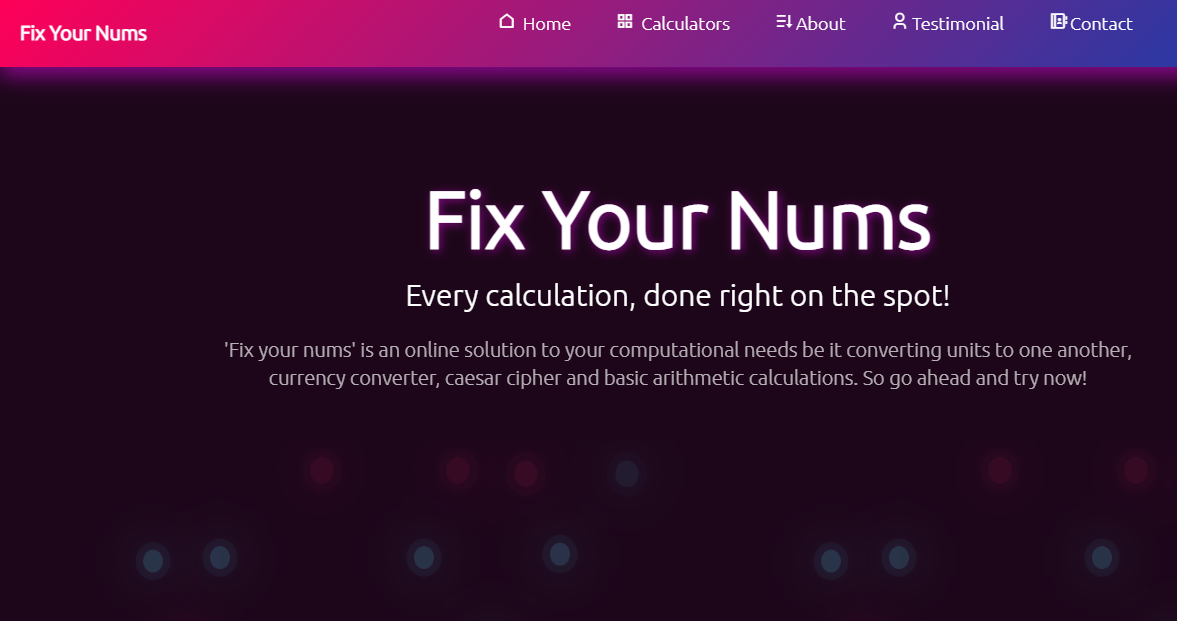 Fix Your Nums
Home Calculators About Testimonial Contact
Fix Your Nums
Every calculation, done right on the spot!
'Fix your nums' is an online solution to your computational needs be it converting units to one another,
currency converter, caesar cipher and basic arithmetic calculations. So go ahead and try now!